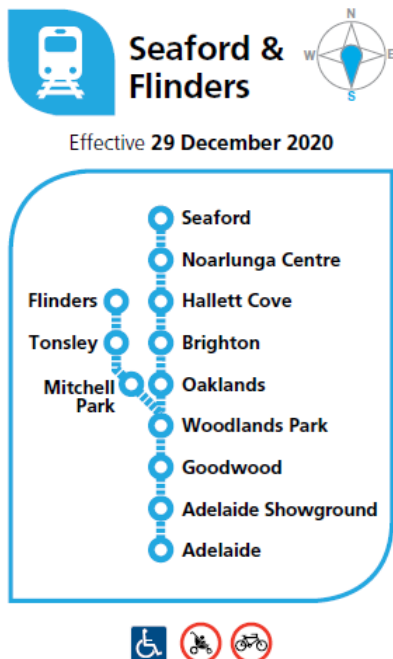 Seaford &
Flinders
N
W
E
S
Effective 29 December 2020
Seaford
Noarlunga Centre
Flinders
Hallett Cove
Tonsley
Brighton
Mitchell
Park
Oaklands
Woodlands Park
Goodwood
Adelaide Showground
Adelaide